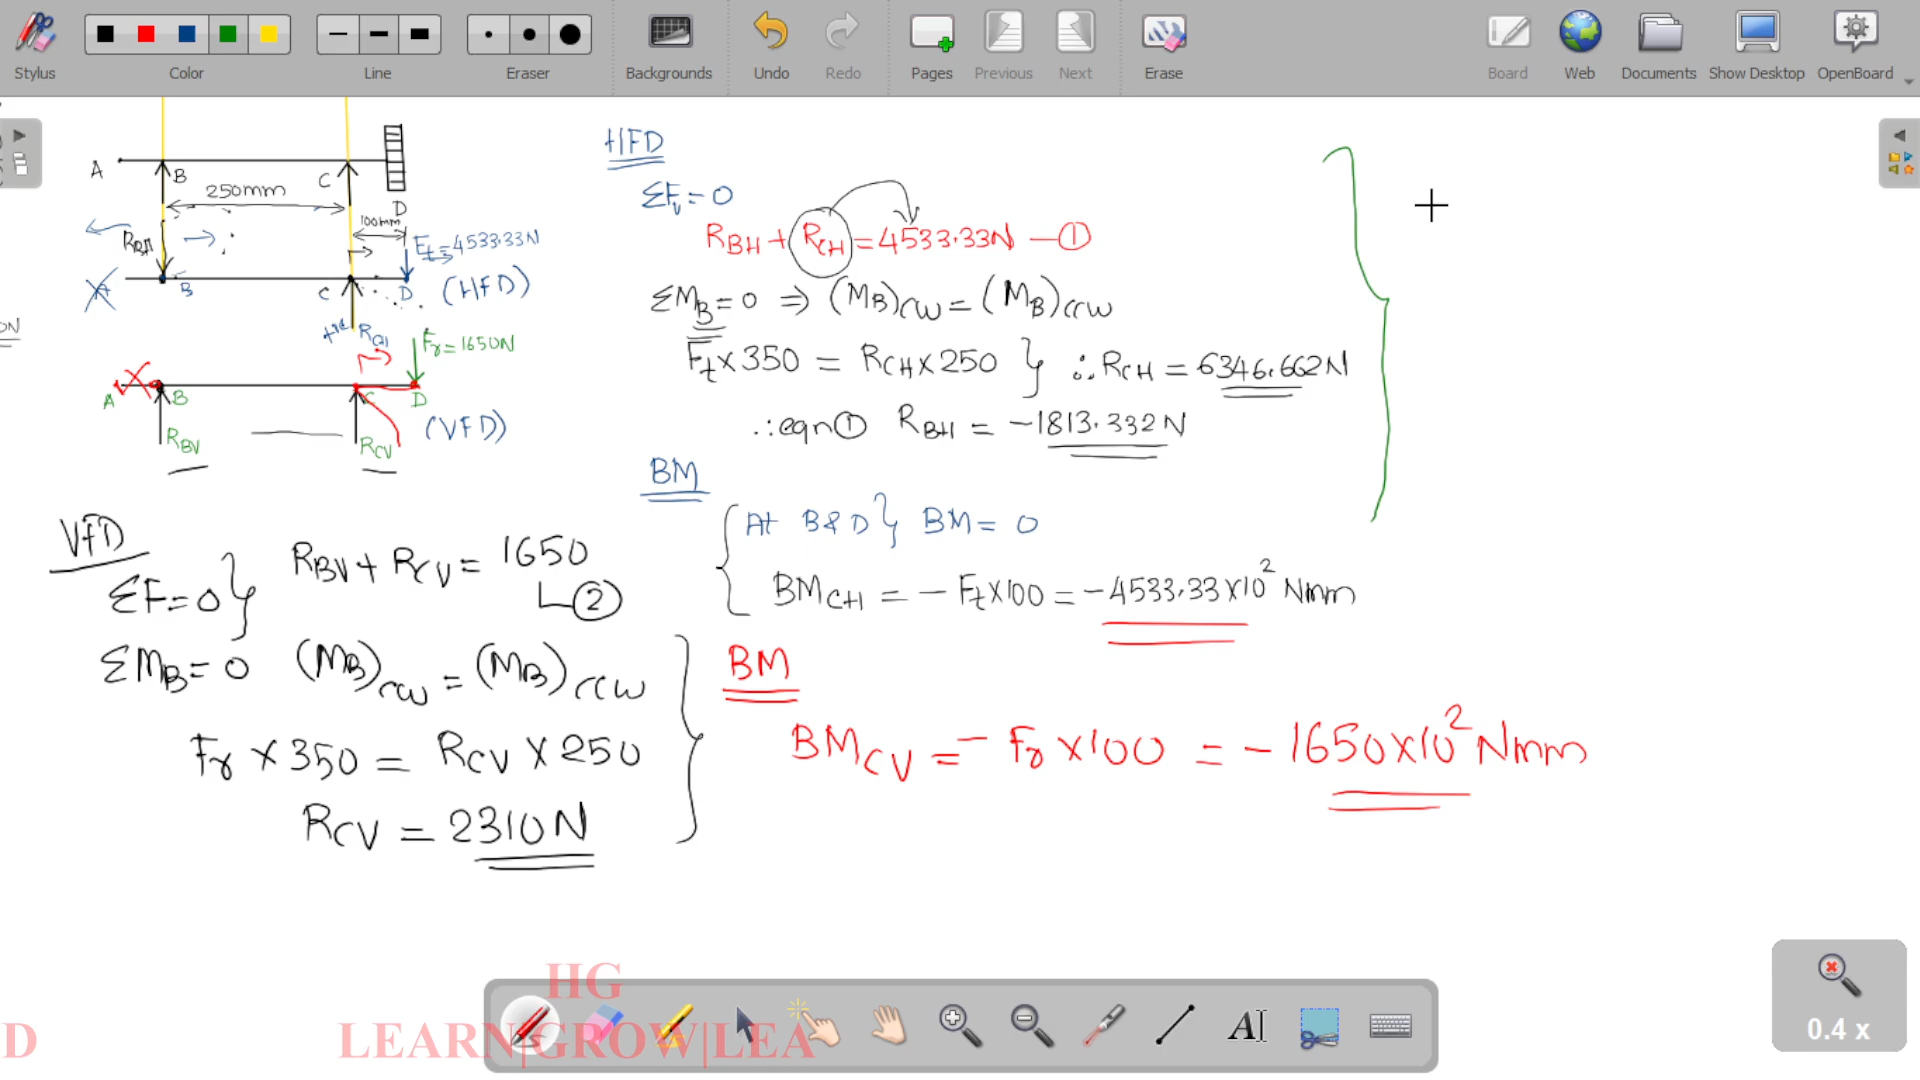 Stylus
Color
Line
Eraser
Backgrounds
Undo
Redo
Pages
Previous
Next
Erase
Board
Web
Documents
Show Desktop
OpenBoard
A
B
C
D
250mm
100mm
RBH
Ft=4533.33N
A
B
C
D
(HFD)
+ve RCH
Fr=1650N
A
B
C
D
(VFD)
RBV
RCV
0N
HFD
ΣFv=0
RBH+RCH=4533.33N —①
ΣMB=0 ⇒ (MB)CW=(MB)CCW
Ft×350 = RCH×250 } ∴RCH = 6346.662N
∴eqn① RBH = -1813.332N
BM
At B&D} BM= 0
BMCH = - Ft×100= -4533.33×10² Nmm
VFD
ΣF=0} RBV+RCV= 1650
②
ΣMB=0 (MB)CW=(MB)CCW
Fr×350= RCV×250
RCV = 2310N
BM
BMCV = - Fr×100 = - 1650×10² Nmm
HG
D
LEARN|GROW|LEA
0.4 x